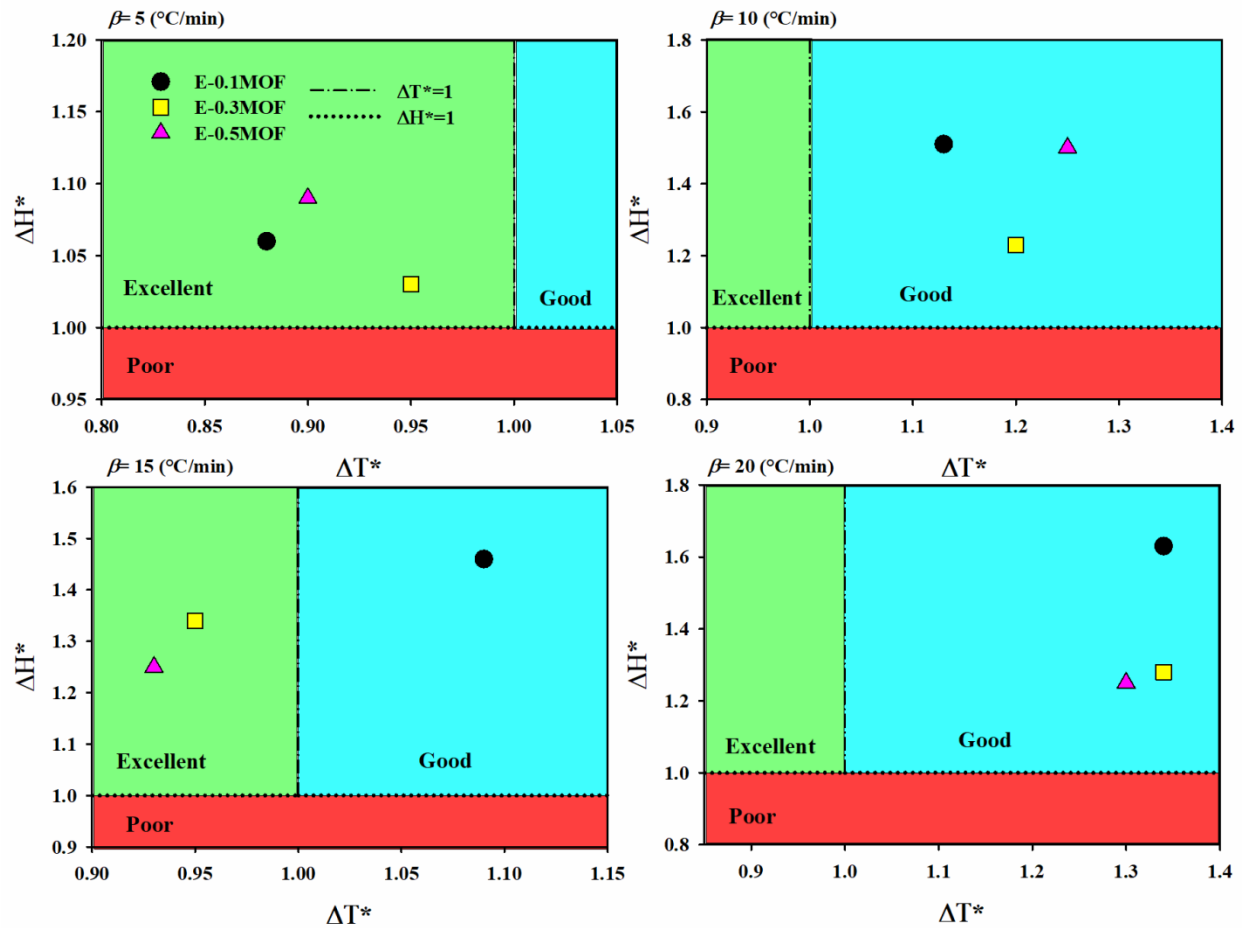 β= 5 (°C/min)
1.20
1.15
1.10
1.05
1.00
0.95
ΔH*
E-0.1MOF
E-0.3MOF
E-0.5MOF
ΔT*=1
ΔH*=1
Excellent
Good
Poor
0.80 0.85 0.90 0.95 1.00 1.05
ΔT*
β= 10 (°C/min)
1.8
1.6
1.4
1.2
1.0
0.8
ΔH*
Excellent
Good
Poor
0.9 1.0 1.1 1.2 1.3 1.4
ΔT*
β= 15 (°C/min)
1.6
1.5
1.4
1.3
1.2
1.1
1.0
0.9
ΔH*
Excellent
Good
Poor
0.90 0.95 1.00 1.05 1.10 1.15
ΔT*
β= 20 (°C/min)
1.8
1.6
1.4
1.2
1.0
0.8
ΔH*
Excellent
Good
Poor
0.9 1.0 1.1 1.2 1.3 1.4
ΔT*